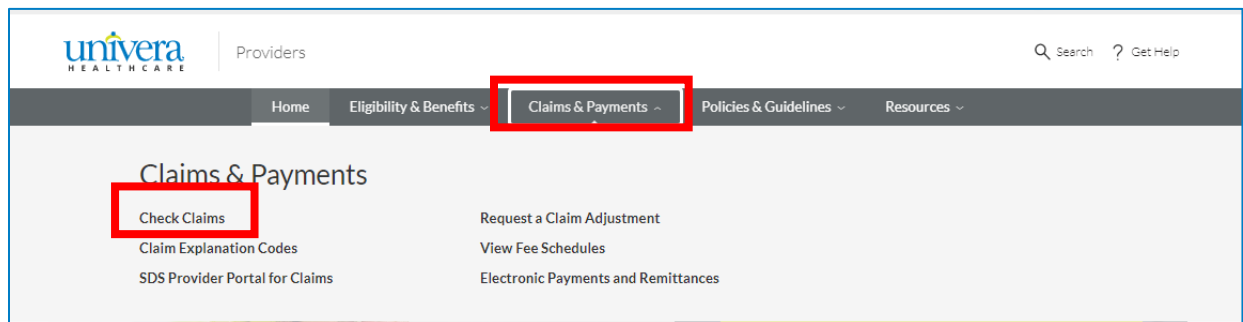 univera
HEALTHCARE
Providers
Search ? Get Help
Home Eligibility & Benefits Claims & Payments Policies & Guidelines Resources
Claims & Payments
Check Claims
Claim Explanation Codes
SDS Provider Portal for Claims
Request a Claim Adjustment
View Fee Schedules
Electronic Payments and Remittances